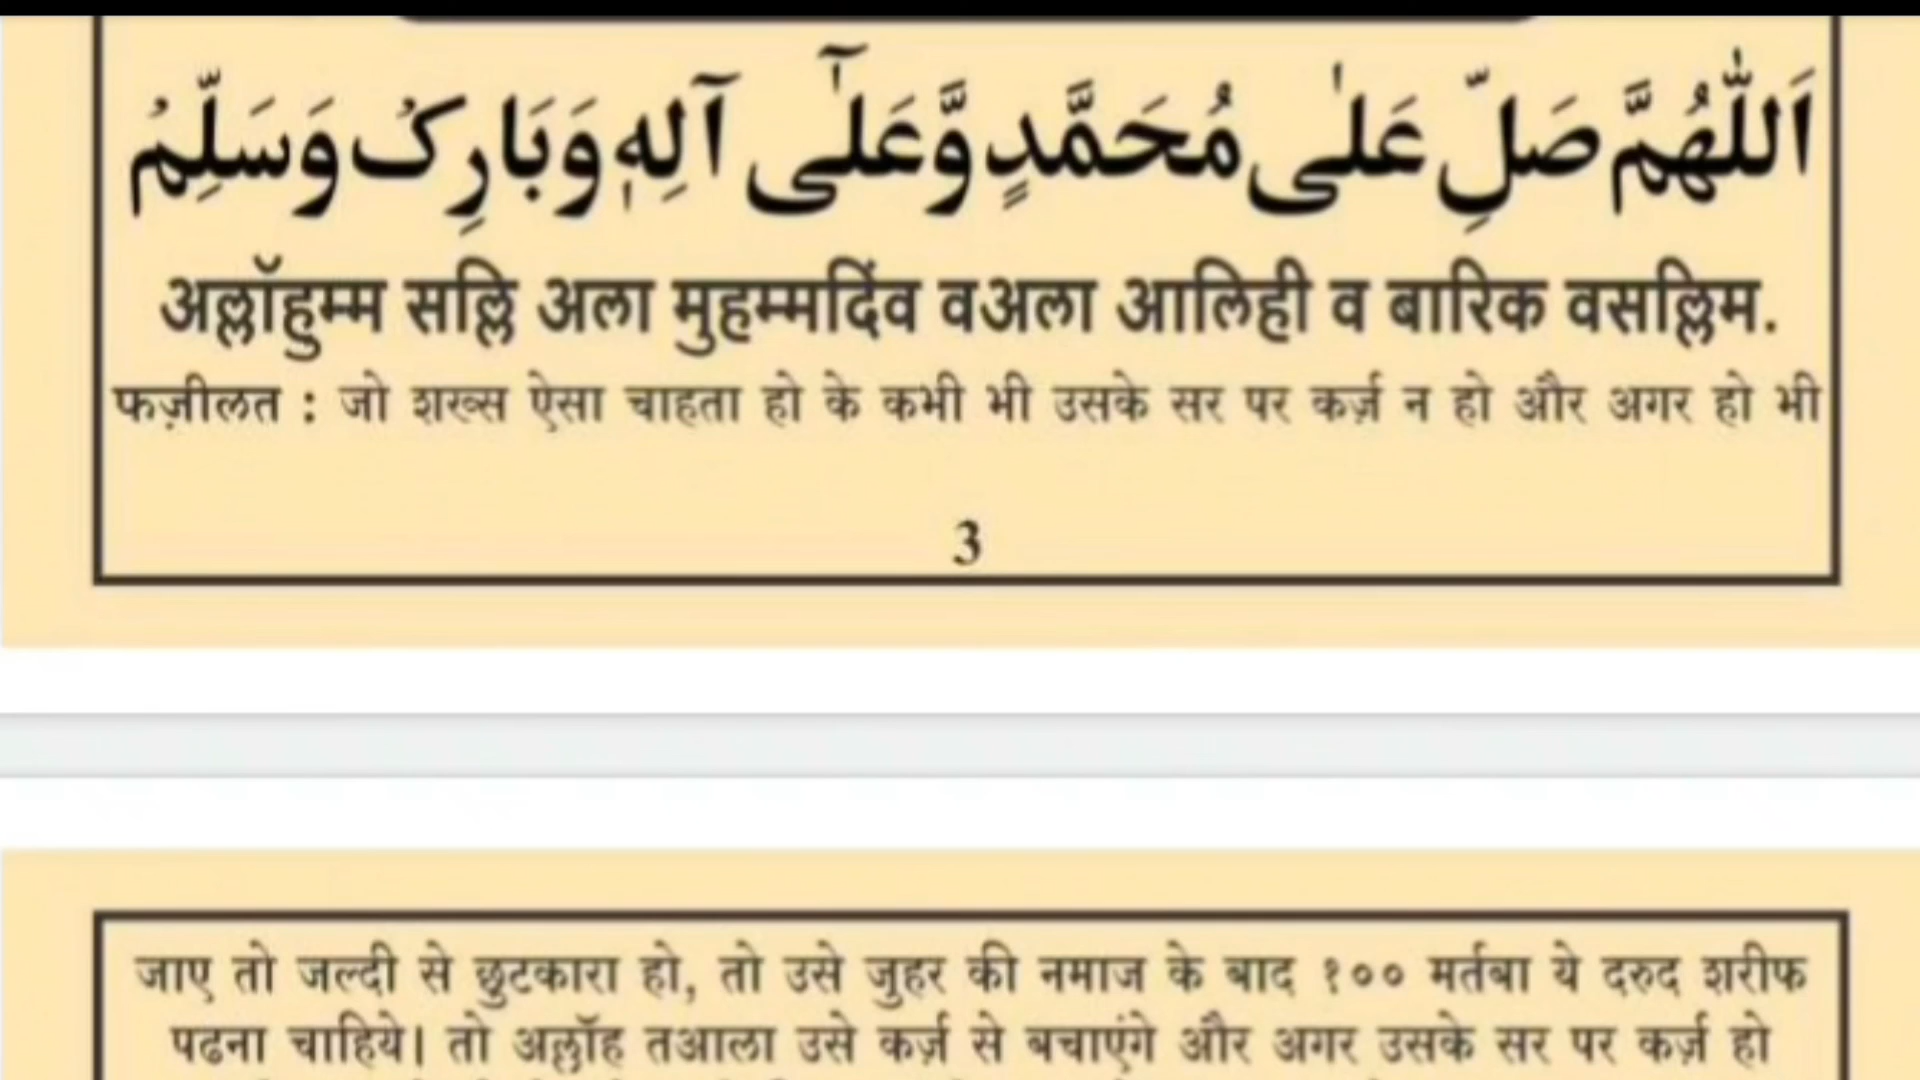 اَللّٰهُمَّ صَلِّ عَلٰی مُحَمَّدٍ وَّعَلٰٓی آلِهٖ وَبَارِکْ وَسَلِّمْ
अल्लॉहुम्म सल्लि अला मुहम्मदिंव वअला आलिही व बारिक वसल्लिम.
फज़ीलत : जो शख्स ऐसा चाहता हो के कभी भी उसके सर पर कर्ज़ न हो और अगर हो भी
3
जाए तो जल्दी से छुटकारा हो, तो उसे जुहर की नमाज के बाद १०० मर्तबा ये दरुद शरीफ
पढना चाहिये। तो अल्लॉह तआला उसे कर्ज़ से बचाएंगे और अगर उसके सर पर कर्ज़ हो